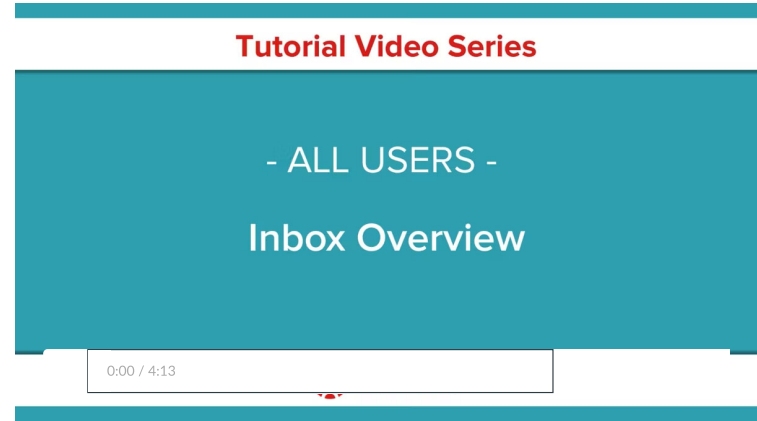 Tutorial Video Series
- ALL USERS -
Inbox Overview
0:00 / 4:13